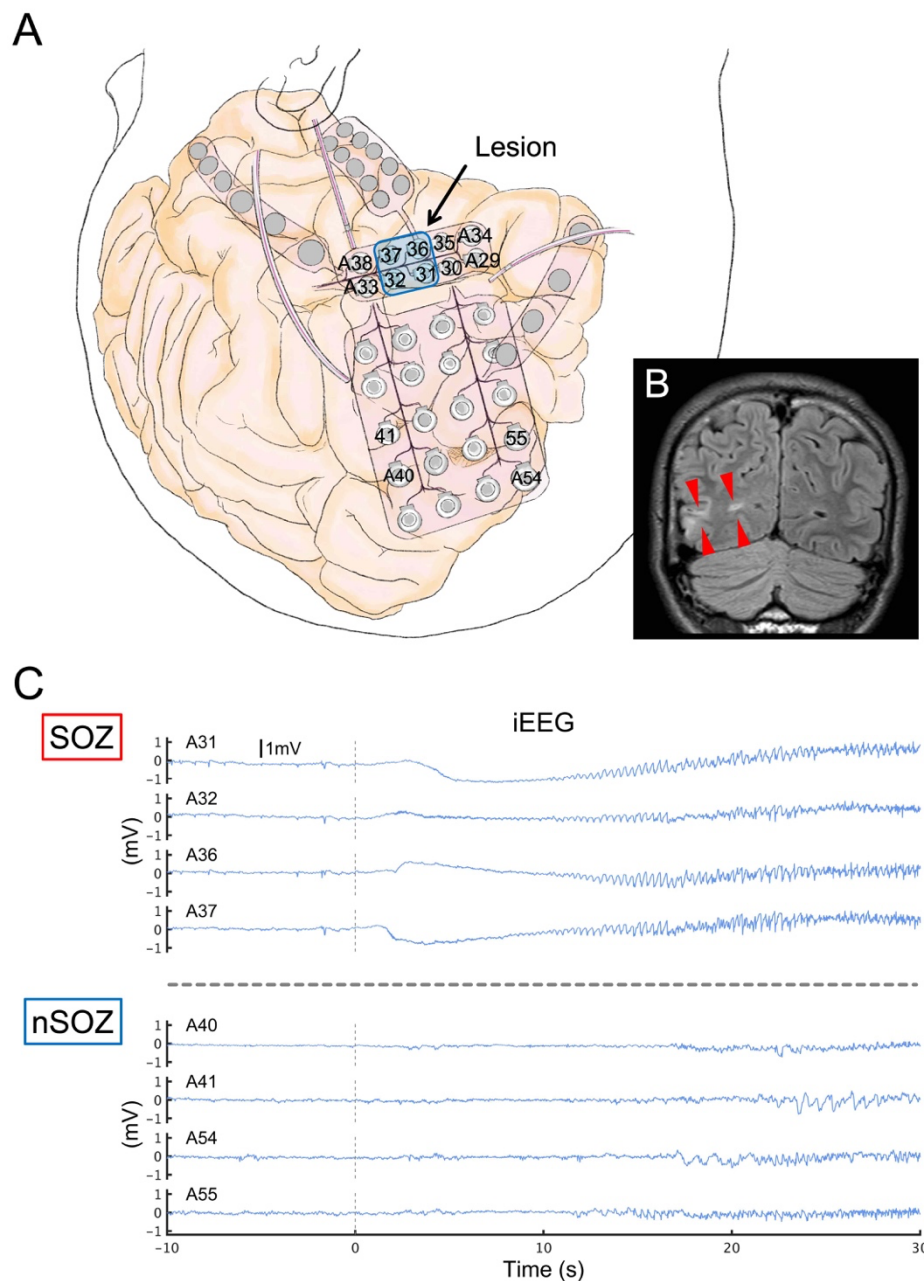 A
Lesion
37 36 35 A34
A38 32 31 30 A29
A33
41 55
A40 A54
B
C
SOZ
iEEG
A31
1mV
1
0
−1
A32
1
0
−1
A36
1
0
−1
A37
1
0
−1
(mV)
nSOZ
A40
1
0
−1
A41
1
0
−1
A54
1
0
−1
A55
1
0
−1
(mV)
−10 0 10 20 30
Time (s)